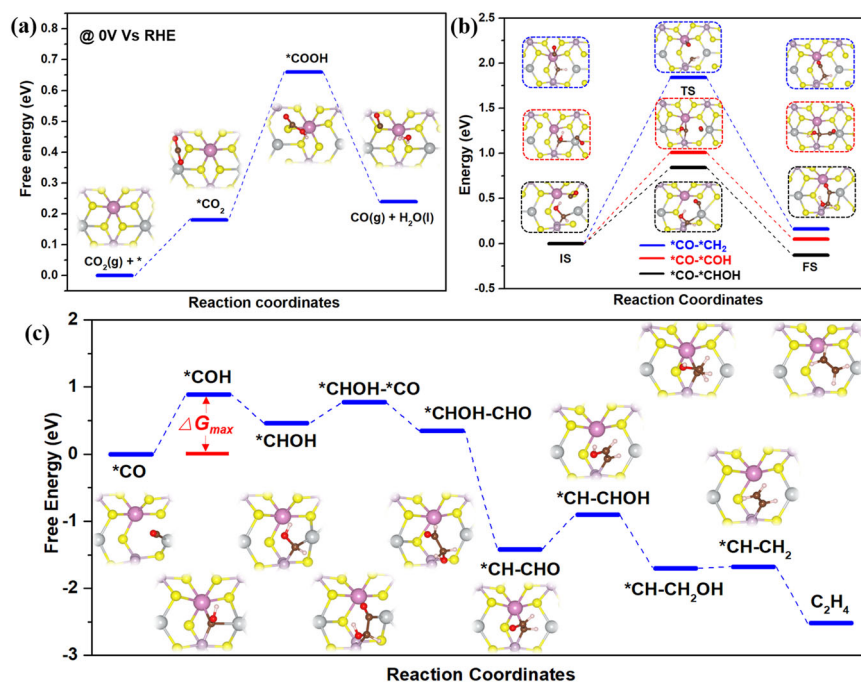 (a)
@ 0V Vs RHE
Free energy (eV)
0.8
0.7
0.6
0.5
0.4
0.3
0.2
0.1
0.0
CO₂(g) + *
*CO₂
*COOH
CO(g) + H₂O(l)
Reaction coordinates
(b)
Energy (eV)
2.5
2.0
1.5
1.0
0.5
0.0
-0.5
IS
TS
FS
*CO-*CH₂
*CO-*COH
*CO-*CHOH
Reaction Coordinates
(c)
Free Energy (eV)
2
1
0
-1
-2
-3
*CO
*COH
△G_max
*CHOH
*CHOH-*CO
*CHOH-CHO
*CH-CHO
*CH-CHOH
*CH-CH₂OH
*CH-CH₂
C₂H₄
Reaction Coordinates